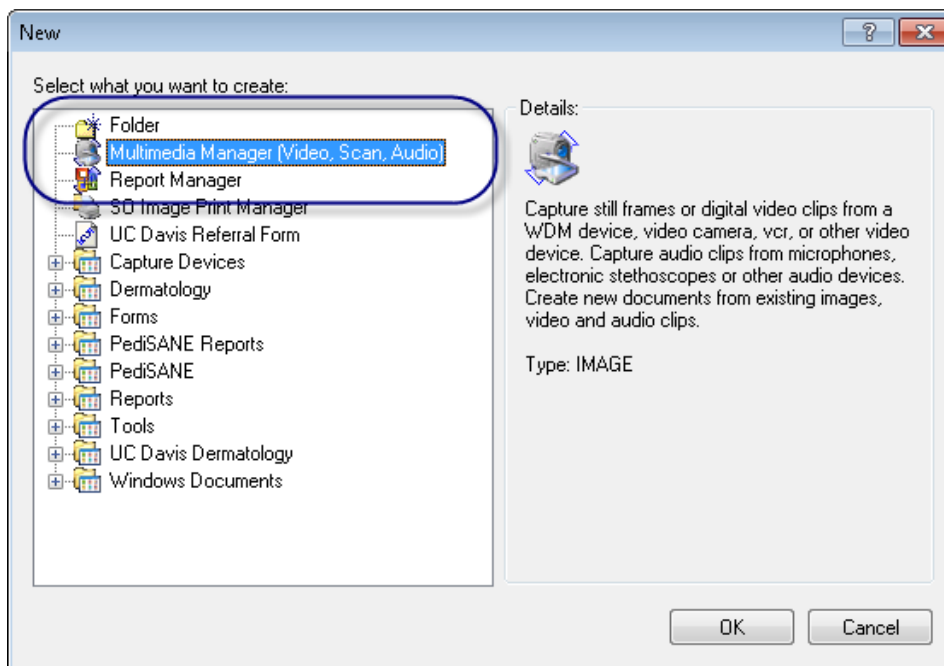 New
Select what you want to create:
Folder
Multimedia Manager (Video, Scan, Audio)
Report Manager
SO Image Print Manager
UC Davis Referral Form
Capture Devices
Dermatology
Forms
PediSANE Reports
PediSANE
Reports
Tools
UC Davis Dermatology
Windows Documents
Details:
Capture still frames or digital video clips from a
WDM device, video camera, vcr, or other video
device. Capture audio clips from microphones,
electronic stethoscopes or other audio devices.
Create new documents from existing images,
video and audio clips.
Type: IMAGE
OK
Cancel